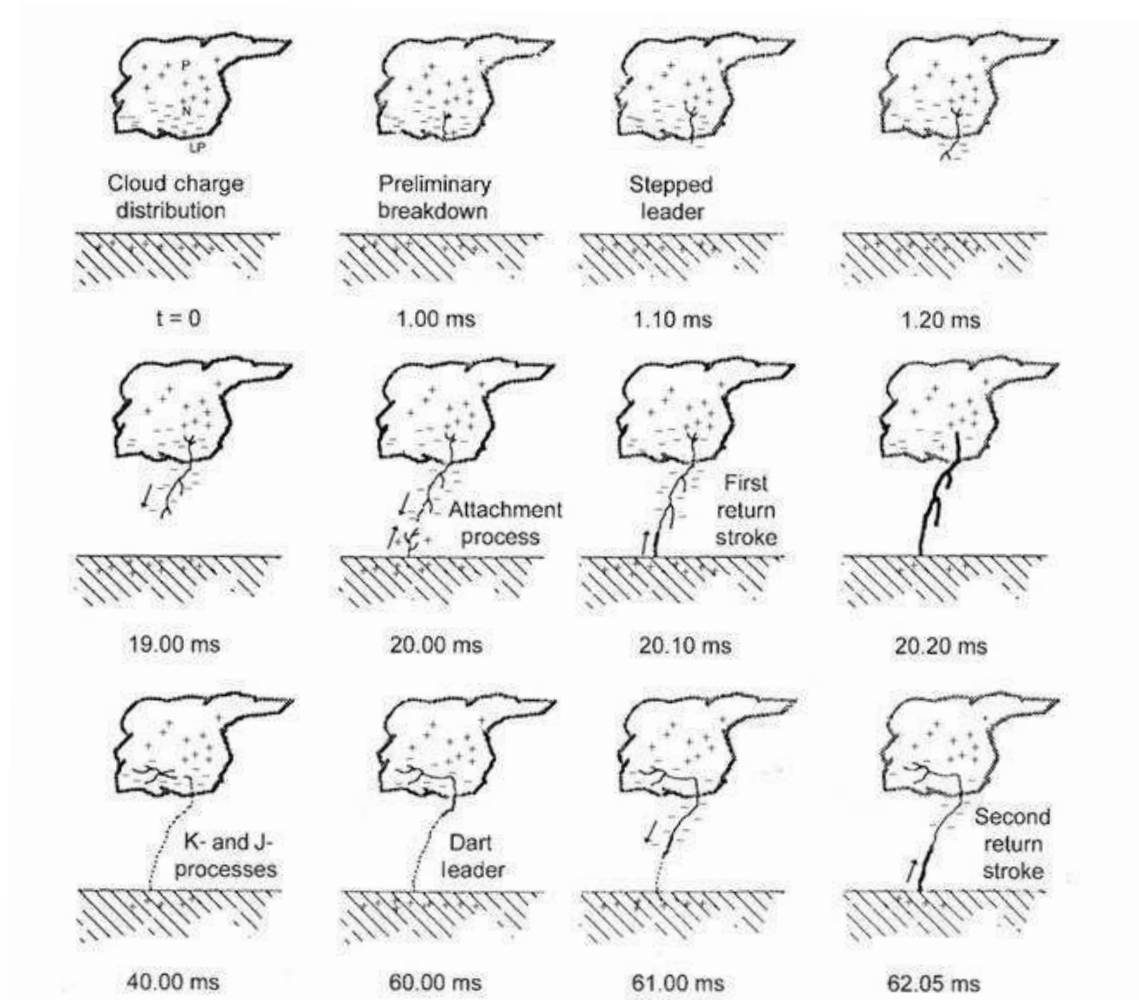 P
N
LP
Cloud charge
distribution
Preliminary
breakdown
Stepped
leader
t = 0
1.00 ms
1.10 ms
1.20 ms
Attachment
process
First
return
stroke
19.00 ms
20.00 ms
20.10 ms
20.20 ms
K- and J-
processes
Dart
leader
Second
return
stroke
40.00 ms
60.00 ms
61.00 ms
62.05 ms